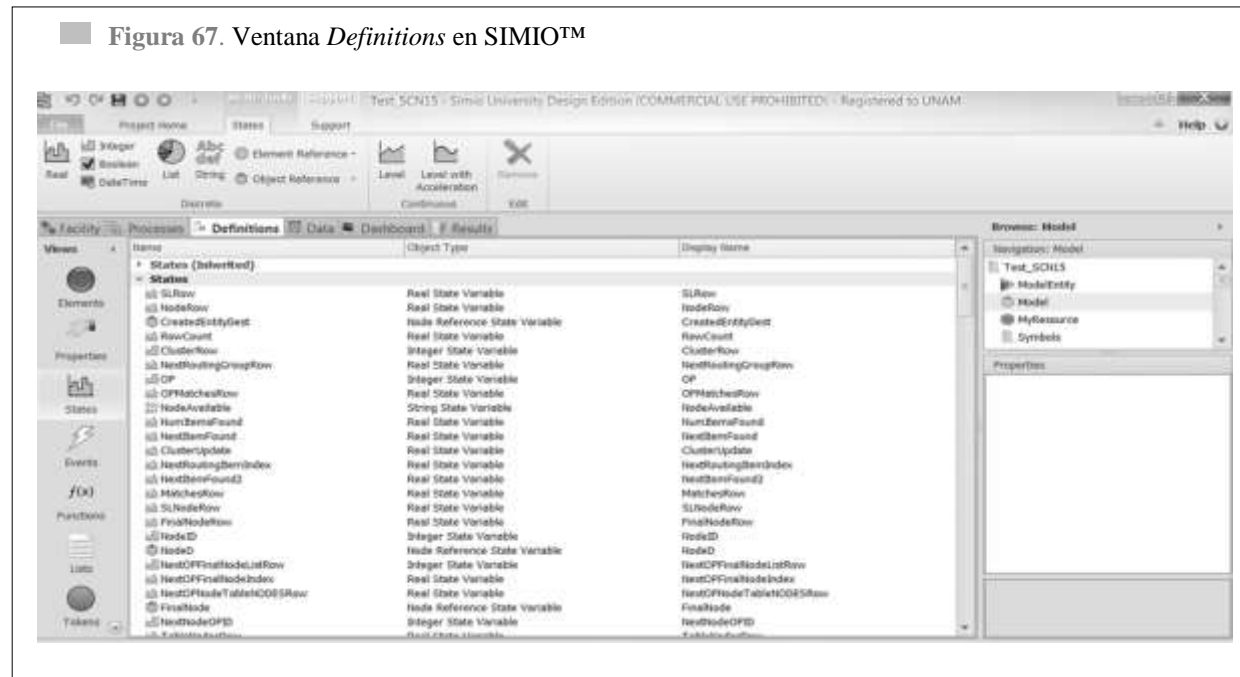 Figura 67. Ventana Definitions en SIMIO™
Test_SCN15 - Simio University Design Edition (COMMERCIAL USE PROHIBITED) - Registered to UNAM
Project Home States Support Help
Real Integer Boolean DateTime List Abc def String Element Reference Object Reference Level Level with Acceleration Remove
Discrete Continuous Edit
Facility Processes Definitions Data Dashboard Results
Browse: Model
Views
Name Object Type Display Name
Navigation: Model
States (Inherited)
States
SLRow Real State Variable SLRow
NodeRow Real State Variable NodeRow
CreatedEntityDest Node Reference State Variable CreatedEntityDest
RowCount Real State Variable RowCount
ClusterRow Integer State Variable ClusterRow
NextRoutingGroupRow Real State Variable NextRoutingGroupRow
OP Integer State Variable OP
OPMatchesRow Real State Variable OPMatchesRow
NodeAvailable String State Variable NodeAvailable
NumItemsFound Real State Variable NumItemsFound
NextItemFound Real State Variable NextItemFound
ClusterUpdate Real State Variable ClusterUpdate
NextRoutingItemIndex Real State Variable NextRoutingItemIndex
NextItemFound2 Real State Variable NextItemFound2
MatchesRow Real State Variable MatchesRow
SLNodeRow Real State Variable SLNodeRow
FinalNodeRow Real State Variable FinalNodeRow
NodeID Integer State Variable NodeID
NodeD Node Reference State Variable NodeD
NextOPFinalNodeListRow Integer State Variable NextOPFinalNodeListRow
NextOPFinalNodeIndex Real State Variable NextOPFinalNodeIndex
NextOPNodeTableNODESRow Real State Variable NextOPNodeTableNODESRow
FinalNode Node Reference State Variable FinalNode
NextNodeOPID Integer State Variable NextNodeOPID
TableNodesRow Real State Variable TableNodesRow
Elements
Properties
States
Events
f(x)
Functions
Lists
Tokens
Test_SCN15
ModelEntity
Model
MyResource
Symbols
Properties